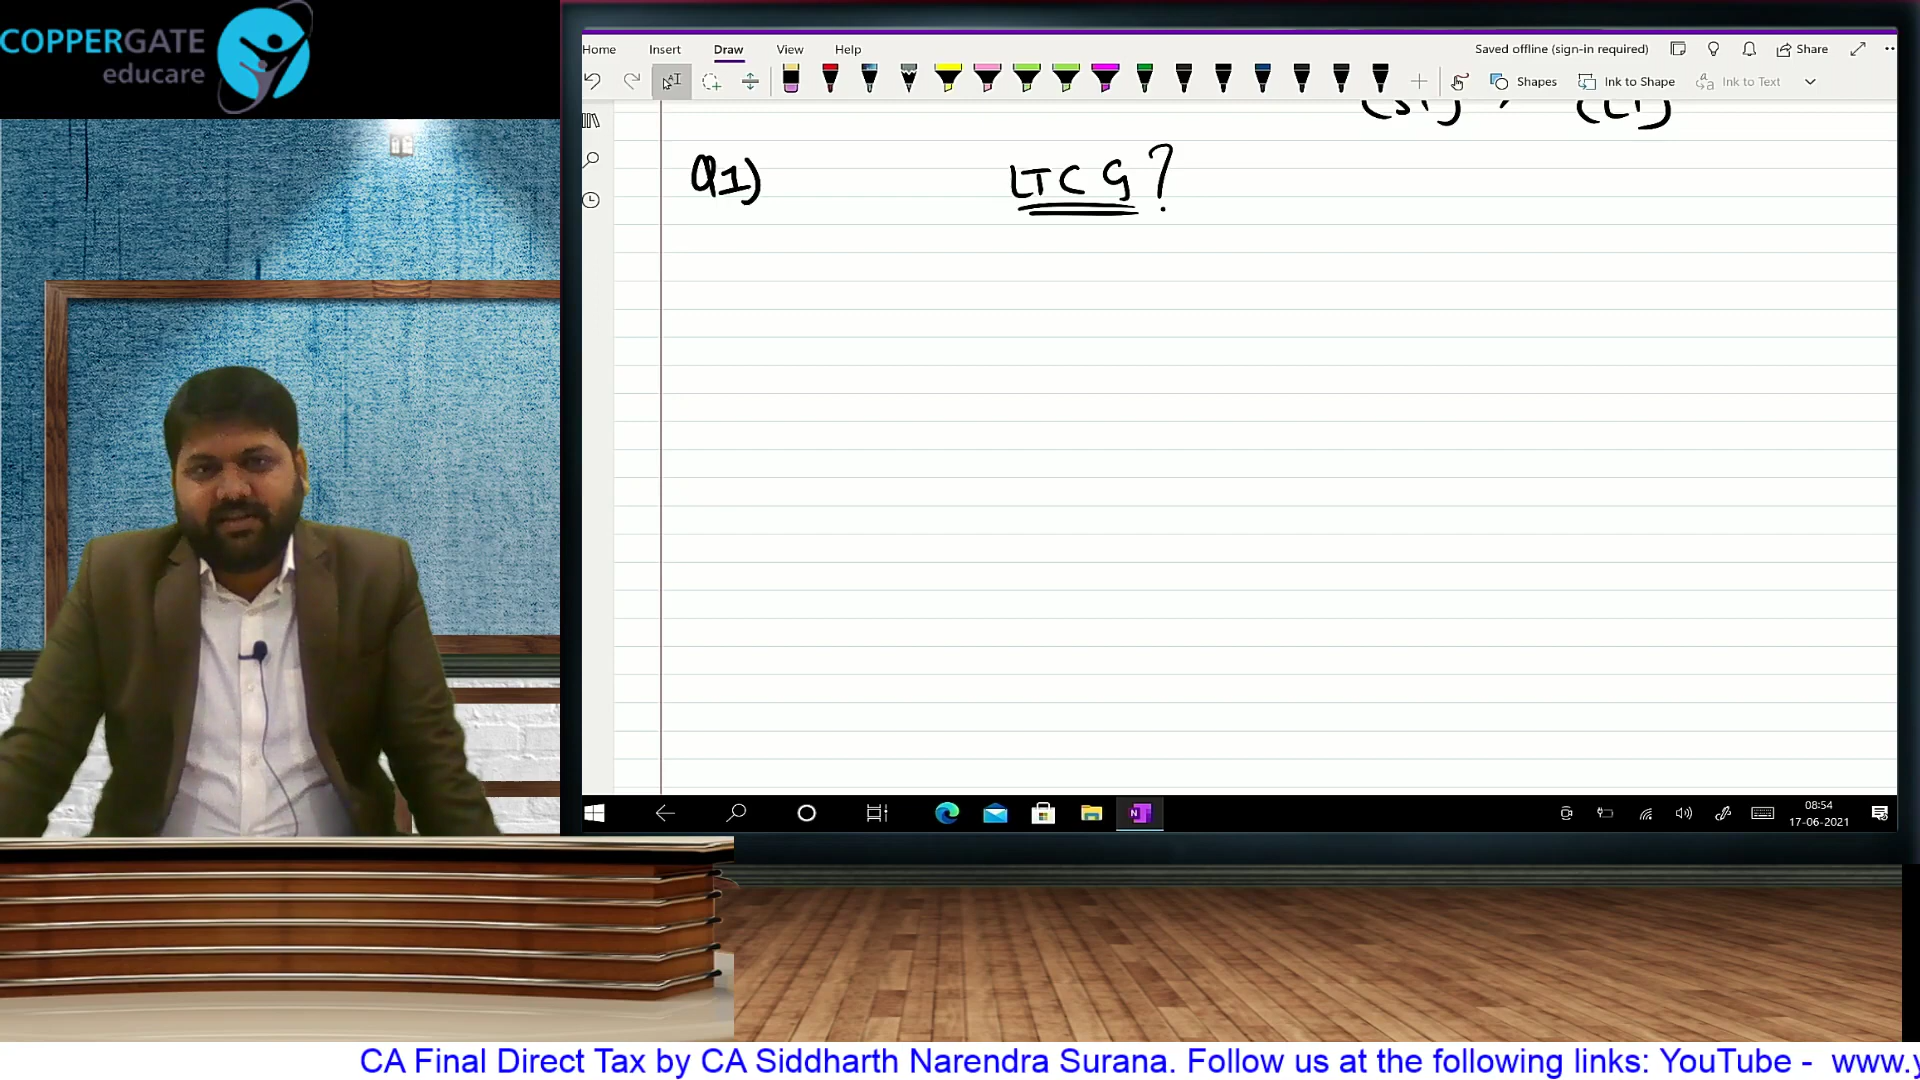 COPPERGATE
educare
Home Insert Draw View Help
Saved offline (sign-in required) Share
Shapes Ink to Shape Ink to Text
(ST) , (LT)
Q1) LTCG?
08:54
17-06-2021
CA Final Direct Tax by CA Siddharth Narendra Surana. Follow us at the following links: YouTube - www.y